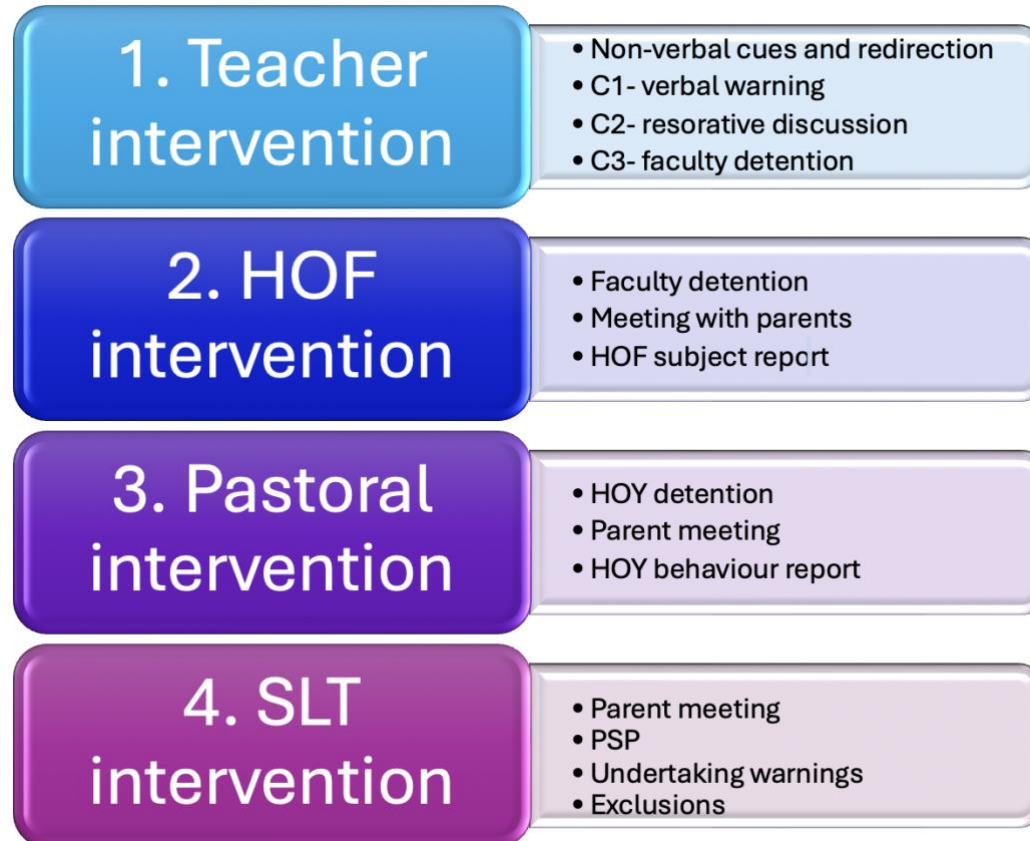 1. Teacher
intervention
• Non-verbal cues and redirection
• C1- verbal warning
• C2- resorative discussion
• C3- faculty detention
2. HOF
intervention
• Faculty detention
• Meeting with parents
• HOF subject report
3. Pastoral
intervention
• HOY detention
• Parent meeting
• HOY behaviour report
4. SLT
intervention
• Parent meeting
• PSP
• Undertaking warnings
• Exclusions